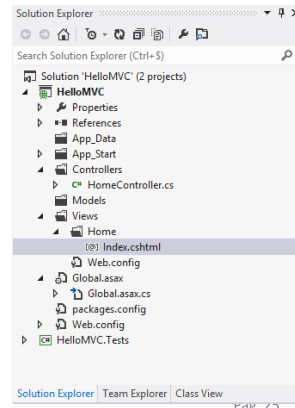 Solution Explorer
Search Solution Explorer (Ctrl+$)
Solution 'HelloMVC' (2 projects)
HelloMVC
Properties
References
App_Data
App_Start
Controllers
C# HomeController.cs
Models
Views
Home
[@] Index.cshtml
Web.config
Global.asax
Global.asax.cs
packages.config
Web.config
C# HelloMVC.Tests
Solution Explorer Team Explorer Class View